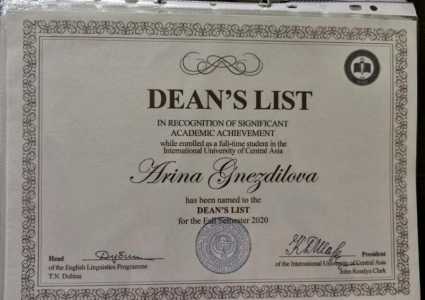 DEAN'S LIST
IN RECOGNITION OF SIGNIFICANT
ACADEMIC ACHIEVEMENT
while enrolled as a full-time student in the
International University of Central Asia
Arina Gnezdilova
has been named to the
DEAN'S LIST
for the Fall Semester 2020
Head
of the English Linguistics Programme
T.N. Dubina
President
of the International University of Central Asia
John Rosslyn Clark